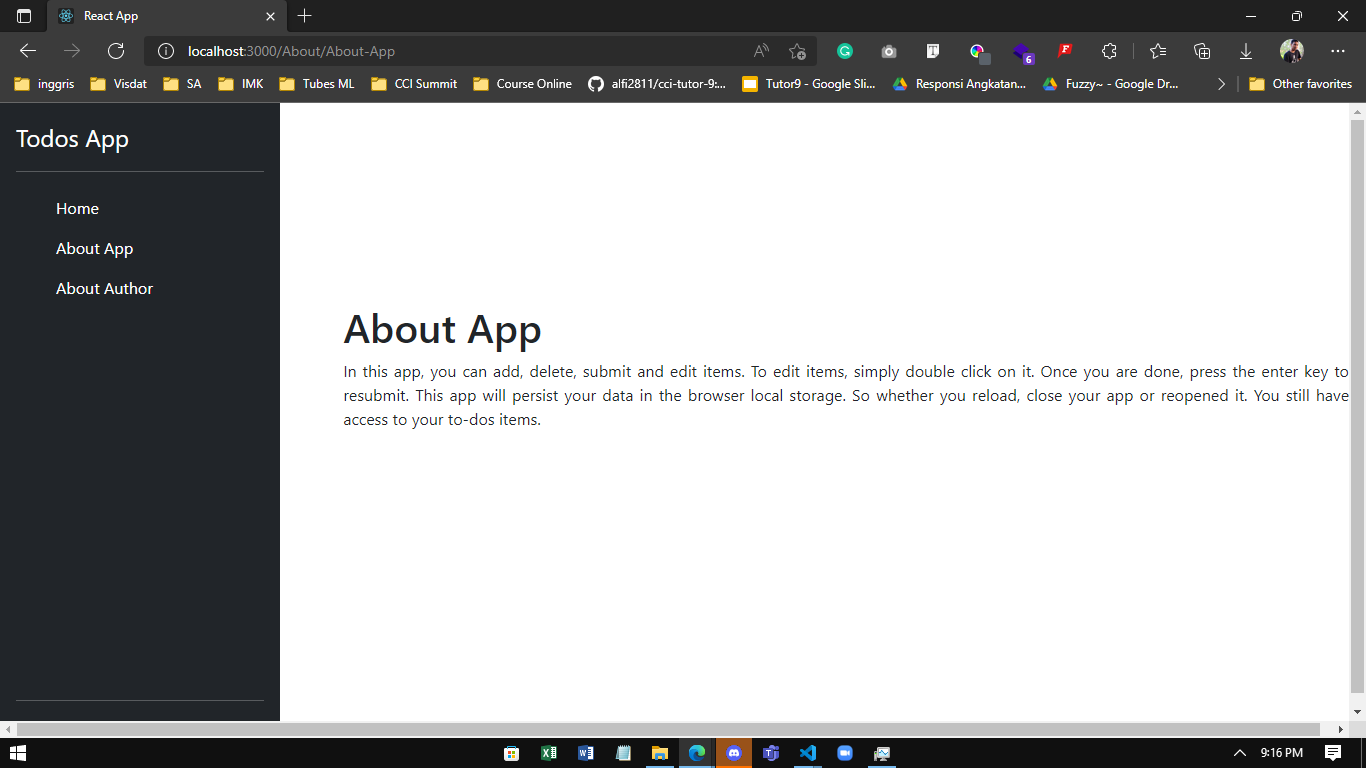 React App
localhost:3000/About/About-App
6
inggris
Visdat
SA
IMK
Tubes ML
CCI Summit
Course Online
alfi2811/cci-tutor-9:...
Tutor9 - Google Sli...
Responsi Angkatan...
Fuzzy~ - Google Dr...
Other favorites
Todos App
Home
About App
About Author
About App
In this app, you can add, delete, submit and edit items. To edit items, simply double click on it. Once you are done, press the enter key to
resubmit. This app will persist your data in the browser local storage. So whether you reload, close your app or reopened it. You still have
access to your to-dos items.
9:16 PM